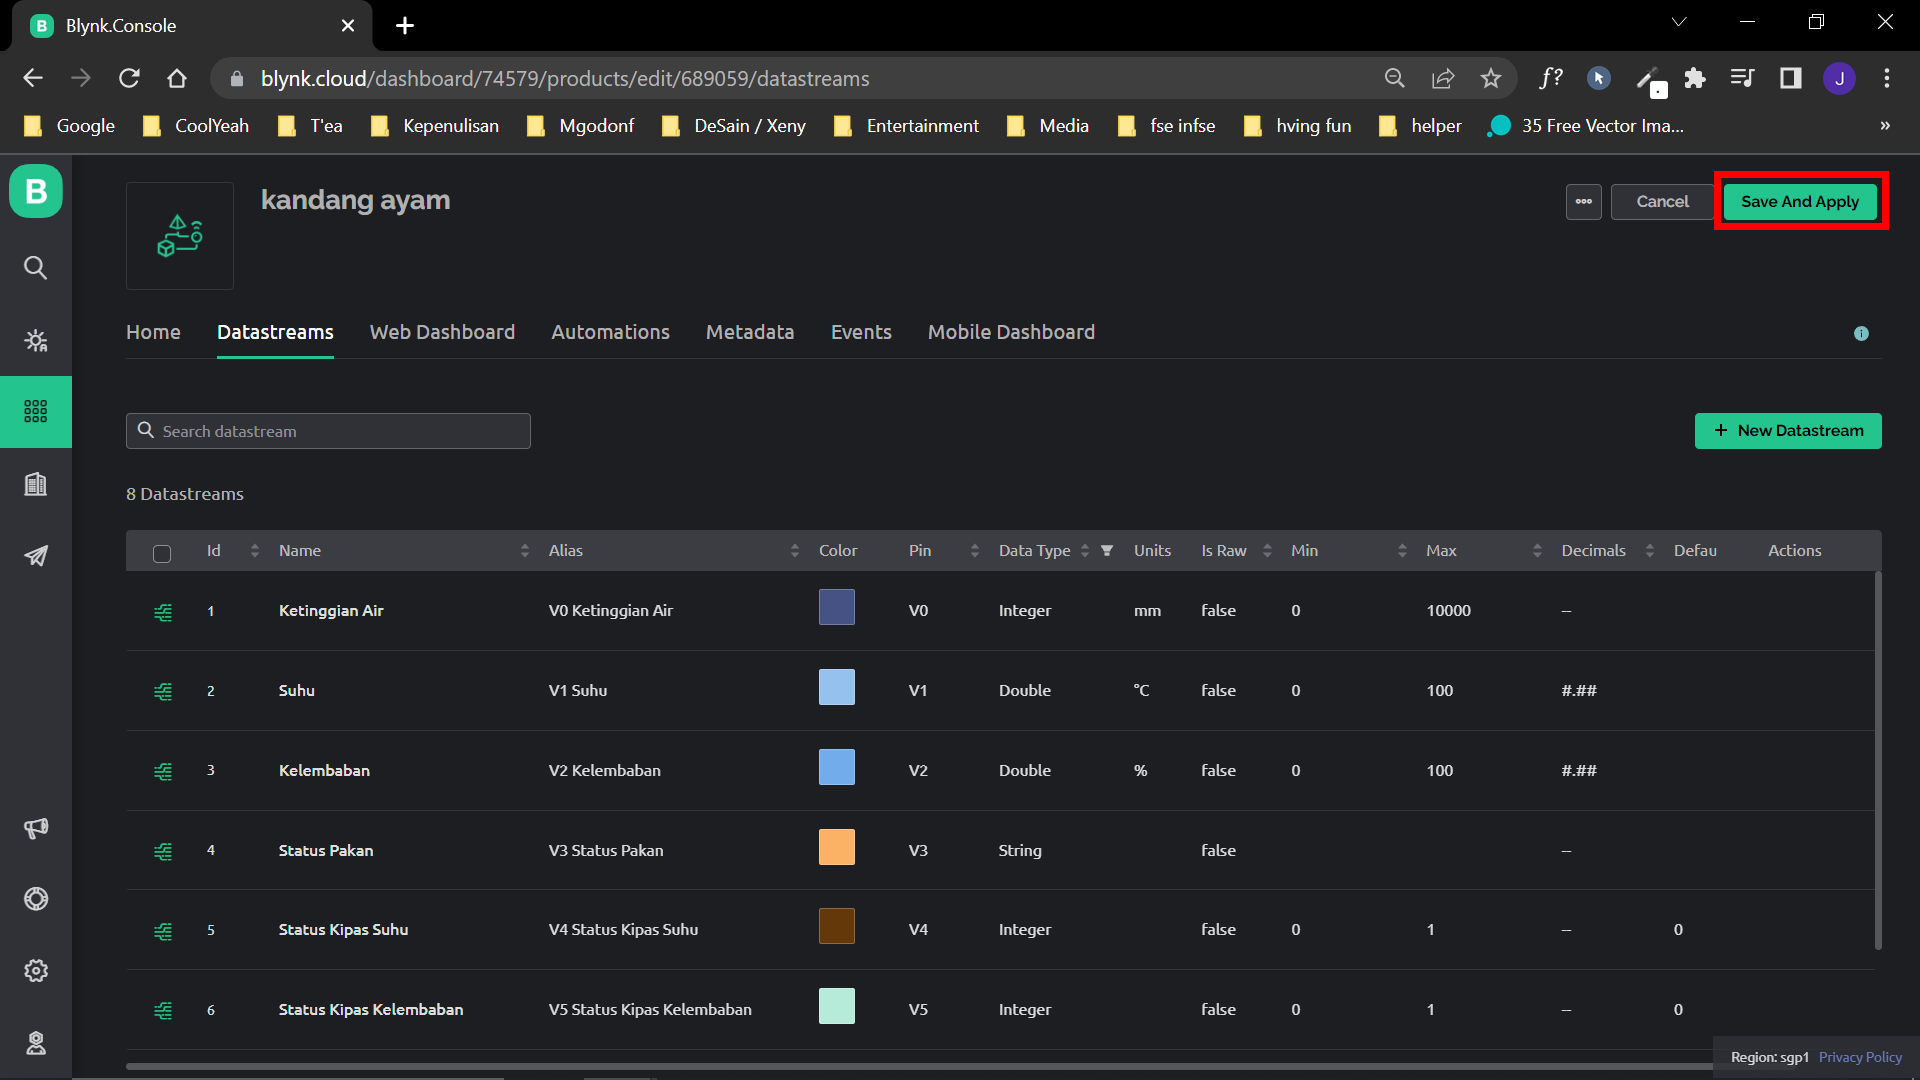 B Blynk.Console
blynk.cloud/dashboard/74579/products/edit/689059/datastreams
f? J
Google CoolYeah T'ea Kepenulisan Mgodonf DeSain / Xeny Entertainment Media fse infse hving fun helper 35 Free Vector Ima... »
B
kandang ayam
Cancel Save And Apply
Home Datastreams Web Dashboard Automations Metadata Events Mobile Dashboard
Search datastream
+ New Datastream
8 Datastreams
Id Name Alias Color Pin Data Type Units Is Raw Min Max Decimals Defau Actions
1 Ketinggian Air V0 Ketinggian Air V0 Integer mm false 0 10000 --
2 Suhu V1 Suhu V1 Double °C false 0 100 #.##
3 Kelembaban V2 Kelembaban V2 Double % false 0 100 #.##
4 Status Pakan V3 Status Pakan V3 String false --
5 Status Kipas Suhu V4 Status Kipas Suhu V4 Integer false 0 1 -- 0
6 Status Kipas Kelembaban V5 Status Kipas Kelembaban V5 Integer false 0 1 -- 0
Region: sgp1 Privacy Policy